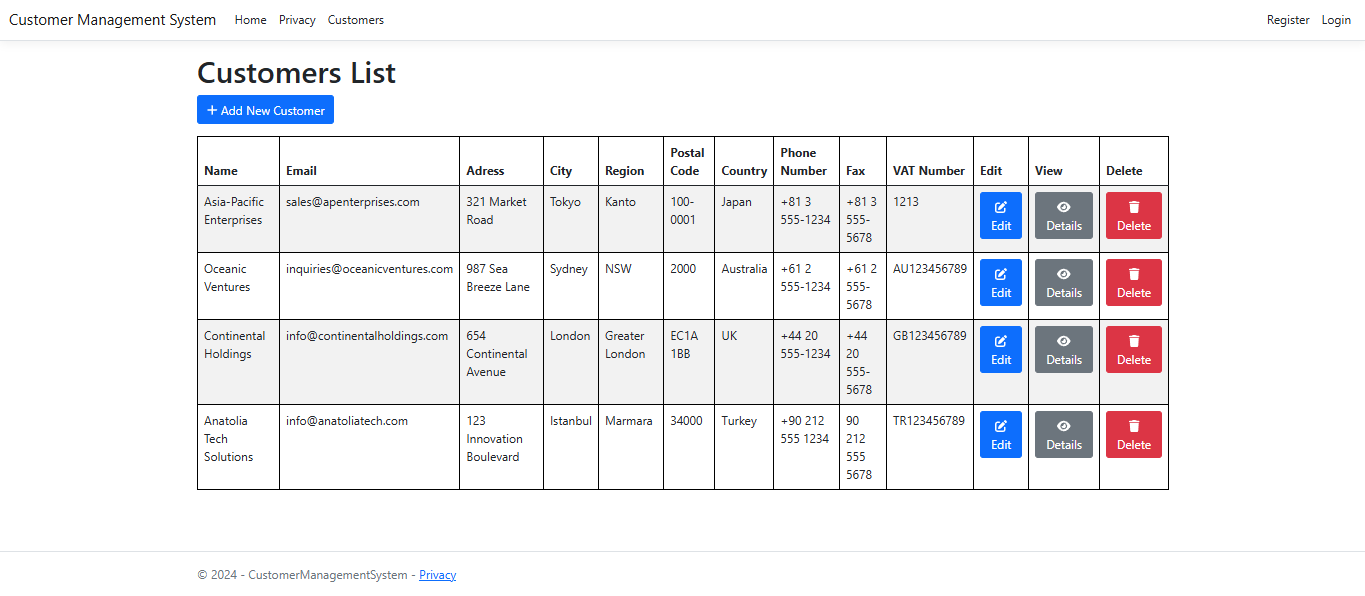 Customer Management System Home Privacy Customers Register Login
Customers List
+ Add New Customer
Name Email Adress City Region Postal Code Country Phone Number Fax VAT Number Edit View Delete
Asia-Pacific Enterprises sales@apenterprises.com 321 Market Road Tokyo Kanto 100-0001 Japan +81 3 555-1234 +81 3 555-5678 1213 Edit Details Delete
Oceanic Ventures inquiries@oceanicventures.com 987 Sea Breeze Lane Sydney NSW 2000 Australia +61 2 555-1234 +61 2 555-5678 AU123456789 Edit Details Delete
Continental Holdings info@continentalholdings.com 654 Continental Avenue London Greater London EC1A 1BB UK +44 20 555-1234 +44 20 555-5678 GB123456789 Edit Details Delete
Anatolia Tech Solutions info@anatoliatech.com 123 Innovation Boulevard Istanbul Marmara 34000 Turkey +90 212 555 1234 90 212 555 5678 TR123456789 Edit Details Delete
© 2024 - CustomerManagementSystem - Privacy